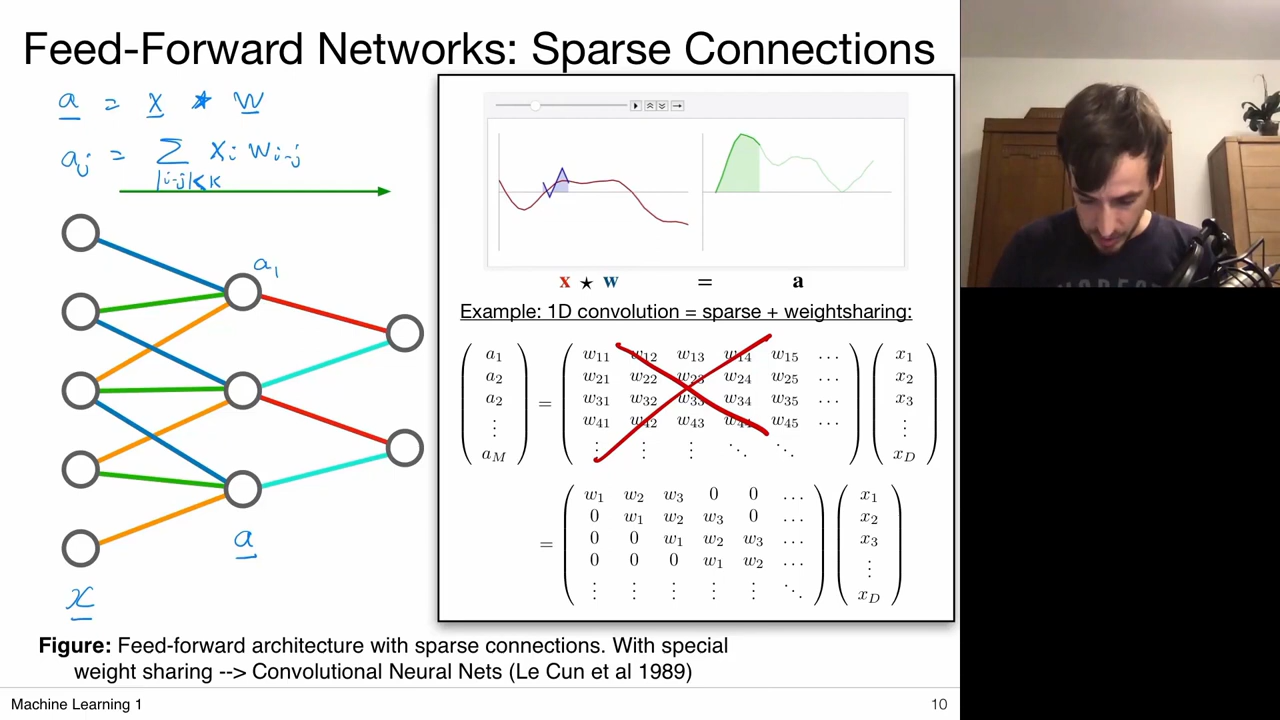 Feed-Forward Networks: Sparse Connections
a = x ⋆ w
a_j = Σ x_i w_{i-j}
|i-j|<K
a_1
a
x
x ⋆ w = a
Example: 1D convolution = sparse + weightsharing:
a_1 w_11 w_12 w_13 w_14 w_15 ... x_1
a_2 w_21 w_22 w_23 w_24 w_25 ... x_2
a_2 = w_31 w_32 w_33 w_34 w_35 ... x_3
⋮ w_41 w_42 w_43 w_44 w_45 ... ⋮
a_M ⋮ ⋮ ⋮ ⋱ ⋱ x_D
w_1 w_2 w_3 0 0 ... x_1
0 w_1 w_2 w_3 0 ... x_2
= 0 0 w_1 w_2 w_3 ... x_3
0 0 0 w_1 w_2 ... ⋮
⋮ ⋮ ⋮ ⋮ ⋮ ⋱ x_D
Figure: Feed-forward architecture with sparse connections. With special
weight sharing --> Convolutional Neural Nets (Le Cun et al 1989)
Machine Learning 1
10